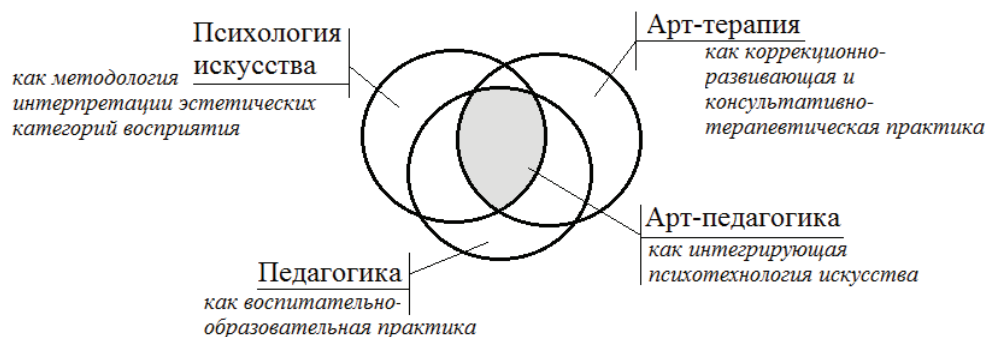 Психология
искусства
как методология
интерпретации эстетических
категорий восприятия
Арт-терапия
как коррекционно-
развивающая и
консультативно-
терапевтическая практика
Арт-педагогика
как интегрирующая
психотехнология искусства
Педагогика
как воспитательно-
образовательная практика